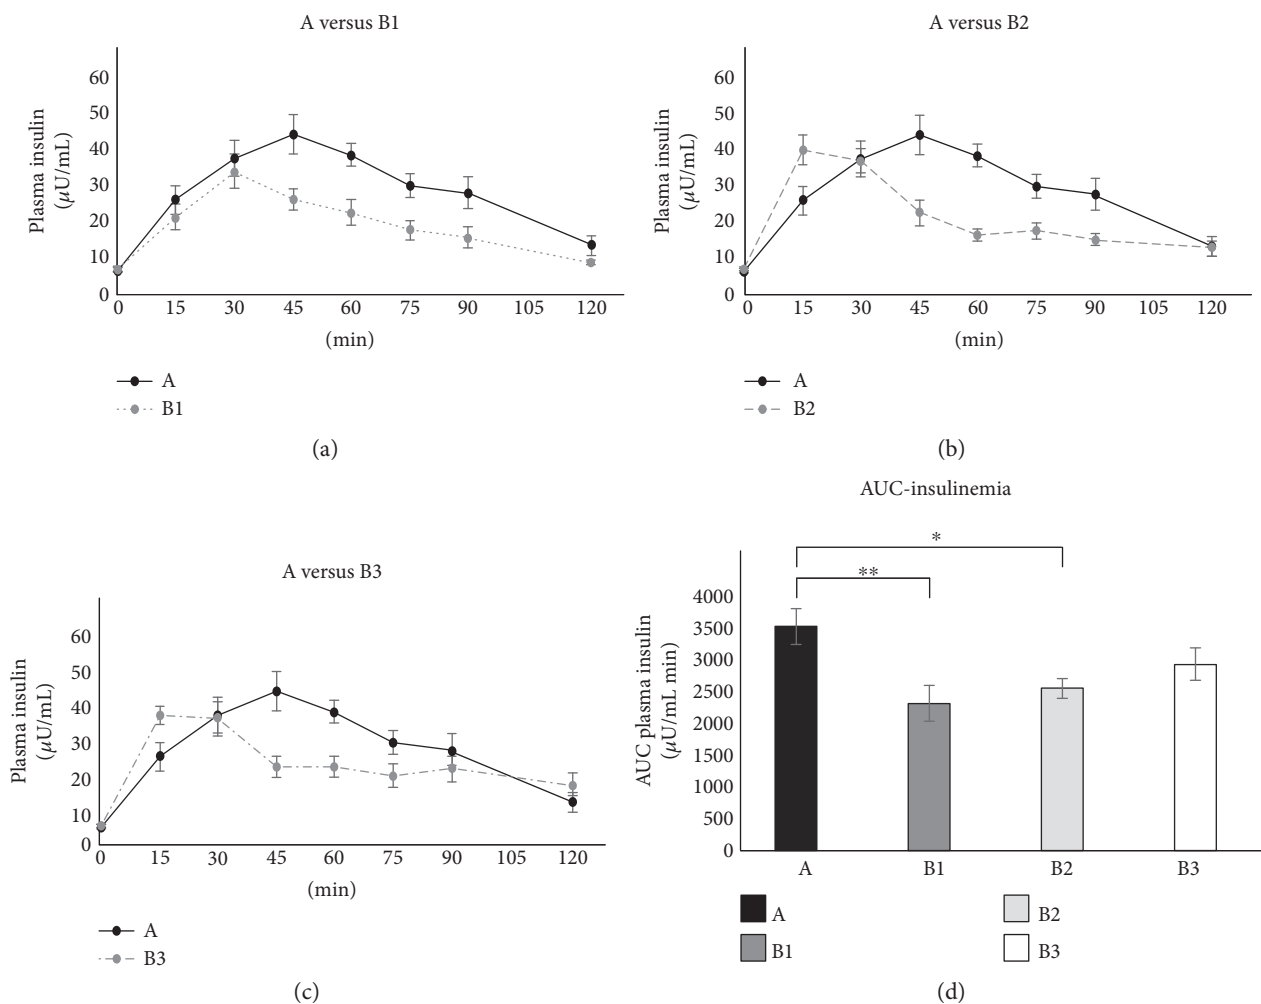 A versus B1
Plasma insulin
(μU/mL)
60
50
40
30
20
10
0
0 15 30 45 60 75 90 105 120
(min)
A
B1
(a)
A versus B2
Plasma insulin
(μU/mL)
60
50
40
30
20
10
0
0 15 30 45 60 75 90 105 120
(min)
A
B2
(b)
A versus B3
Plasma insulin
(μU/mL)
60
50
40
30
20
10
0
0 15 30 45 60 75 90 105 120
(min)
A
B3
(c)
AUC-insulinemia
AUC plasma insulin
(μU/mL min)
4000
3500
3000
2500
2000
1500
1000
500
0
*
**
A B1 B2 B3
A
B1
B2
B3
(d)